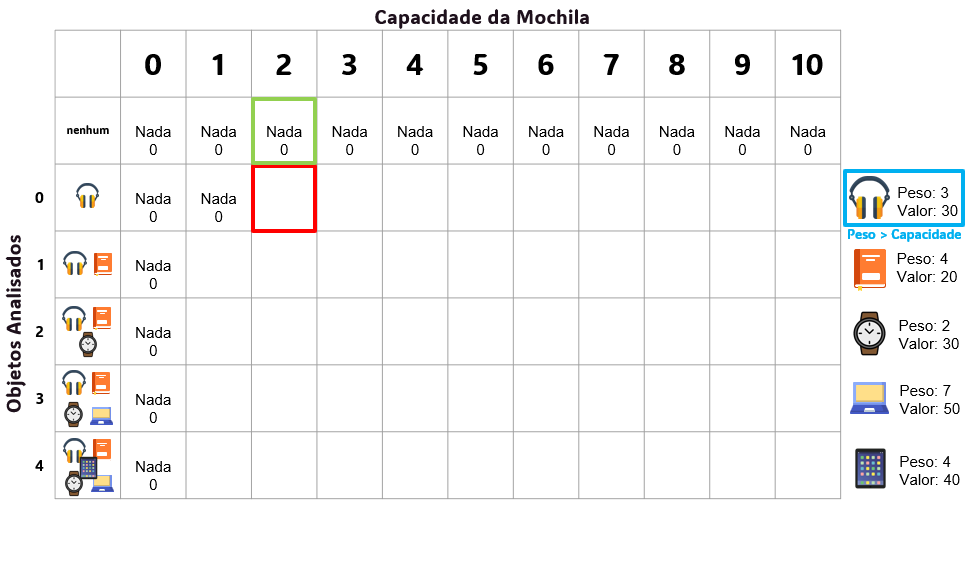 Capacidade da Mochila
0 1 2 3 4 5 6 7 8 9 10
nenhum
Nada Nada Nada Nada Nada Nada Nada Nada Nada Nada Nada
0 0 0 0 0 0 0 0 0 0 0
Objetos Analisados
0
Nada Nada
0 0
Peso: 3
Valor: 30
Peso > Capacidade
1
Nada
0
Peso: 4
Valor: 20
2
Nada
0
Peso: 2
Valor: 30
3
Nada
0
Peso: 7
Valor: 50
4
Nada
0
Peso: 4
Valor: 40